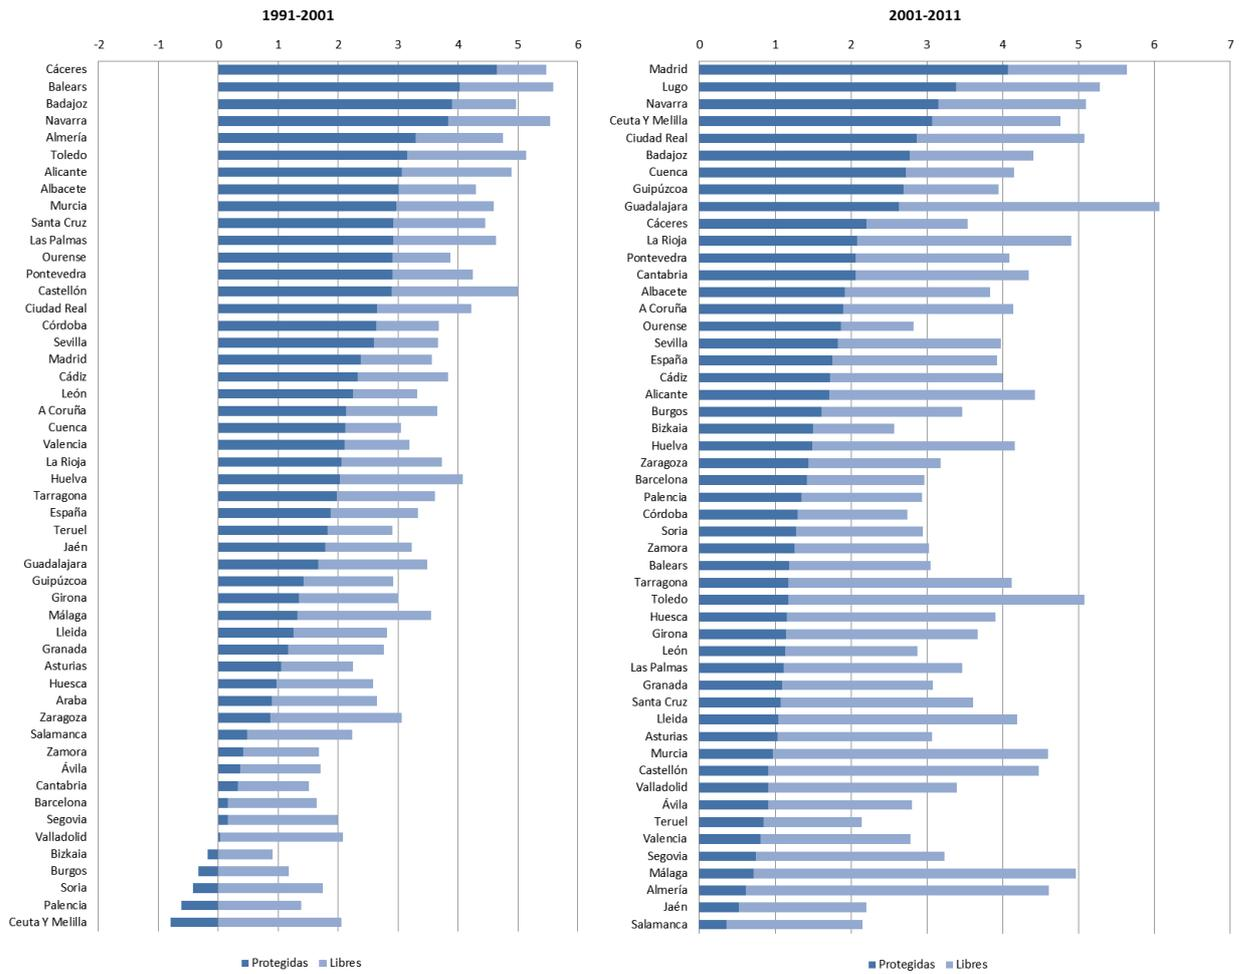 1991-2001
-2 -1 0 1 2 3 4 5 6
Cáceres
Balears
Badajoz
Navarra
Almería
Toledo
Alicante
Albacete
Murcia
Santa Cruz
Las Palmas
Ourense
Pontevedra
Castellón
Ciudad Real
Córdoba
Sevilla
Madrid
Cádiz
León
A Coruña
Cuenca
Valencia
La Rioja
Huelva
Tarragona
España
Teruel
Jaén
Guadalajara
Guipúzcoa
Girona
Málaga
Lleida
Granada
Asturias
Huesca
Araba
Zaragoza
Salamanca
Zamora
Ávila
Cantabria
Barcelona
Segovia
Valladolid
Bizkaia
Burgos
Soria
Palencia
Ceuta Y Melilla
Protegidas Libres
2001-2011
0 1 2 3 4 5 6 7
Madrid
Lugo
Navarra
Ceuta Y Melilla
Ciudad Real
Badajoz
Cuenca
Guipúzcoa
Guadalajara
Cáceres
La Rioja
Pontevedra
Cantabria
Albacete
A Coruña
Ourense
Sevilla
España
Cádiz
Alicante
Burgos
Bizkaia
Huelva
Zaragoza
Barcelona
Palencia
Córdoba
Soria
Zamora
Balears
Tarragona
Toledo
Huesca
Girona
León
Las Palmas
Granada
Santa Cruz
Lleida
Asturias
Murcia
Castellón
Valladolid
Ávila
Teruel
Valencia
Segovia
Málaga
Almería
Jaén
Salamanca
Protegidas Libres